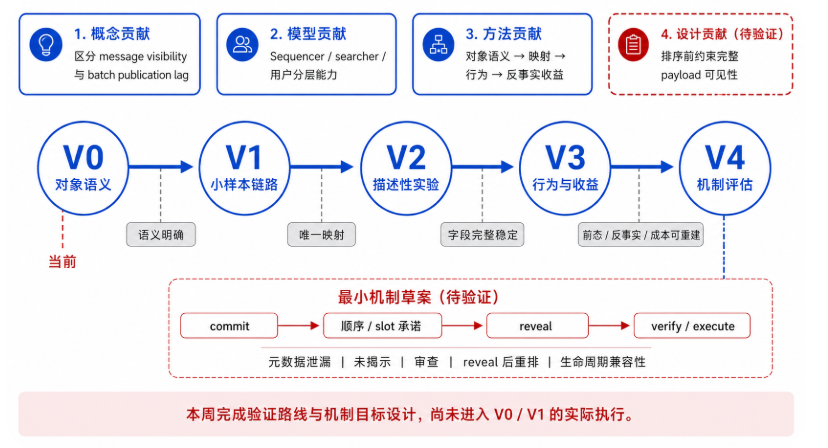 1. 概念贡献
区分 message visibility
与 batch publication lag
2. 模型贡献
Sequencer / searcher /
用户分层能力
3. 方法贡献
对象语义 → 映射 →
行为 → 反事实收益
4. 设计贡献（待验证）
排序前约束完整
payload 可见性
V0
对象语义
V1
小样本链路
V2
描述性实验
V3
行为与收益
V4
机制评估
语义明确
唯一映射
字段完整稳定
前态 / 反事实 / 成本可重建
当前
最小机制草案（待验证）
commit
顺序 / slot 承诺
reveal
verify / execute
元数据泄漏 | 未揭示 | 审查 | reveal 后重排 | 生命周期兼容性
本周完成验证路线与机制目标设计，尚未进入 V0 / V1 的实际执行。